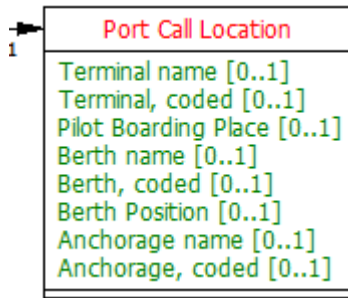 Port Call Location
1
Terminal name [0..1]
Terminal, coded [0..1]
Pilot Boarding Place [0..1]
Berth name [0..1]
Berth, coded [0..1]
Berth Position [0..1]
Anchorage name [0..1]
Anchorage, coded [0..1]